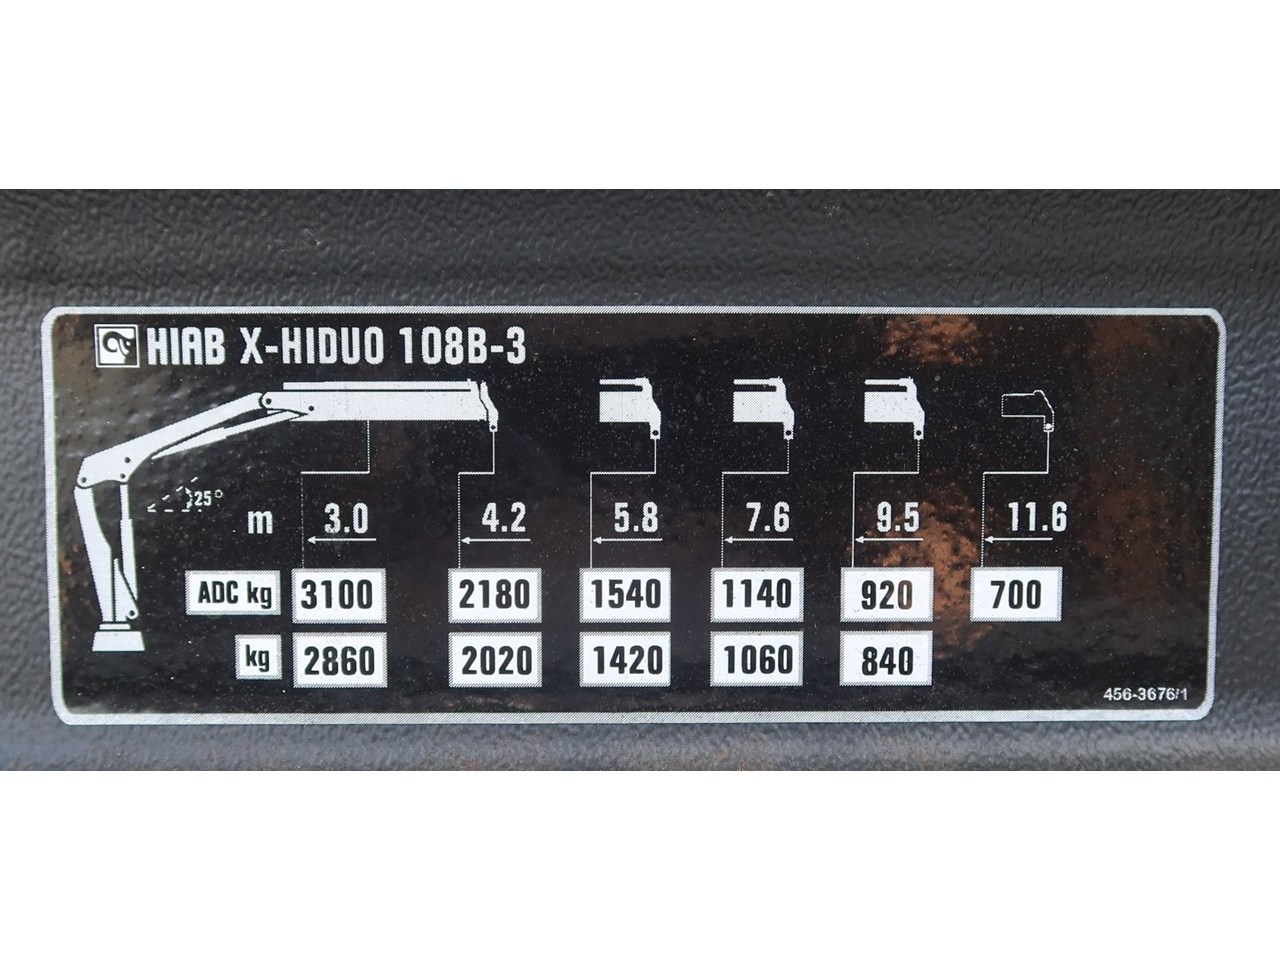 HIAB X-HIDUO 108B-3
25°
m 3.0 4.2 5.8 7.6 9.5 11.6
ADC kg 3100 2180 1540 1140 920 700
kg 2860 2020 1420 1060 840
456-3676/1